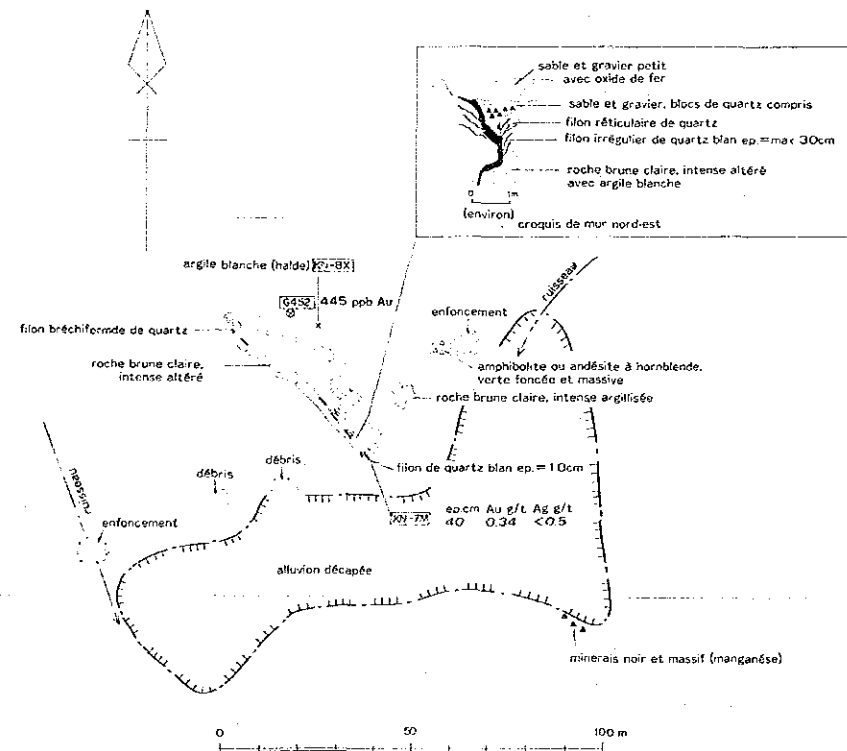 sable et gravier petit
avec oxide de fer
sable et gravier, blocs de quartz compris
filon réticulaire de quartz
filon irrégulier de quartz blan ep.=max 30cm
roche brune claire, intense altéré
avec argile blanche
0 1m
(environ)
croquis de mur nord-est
argile blanche (halde)
G452 445 ppb Au
filon bréchiformde de quartz
roche brune claire,
intense altéré
enfoncement
ruisseau
amphibolite ou andésite à hornblende,
verte foncée et massive
roche brune claire, intense argillisée
filon de quartz blan ep.=10cm
débris
débris
ep.cm Au g/t Ag g/t
40 0.34 <0.5
ruisseau
enfoncement
alluvion décapée
minerais noir et massif (manganése)
0 50 100 m